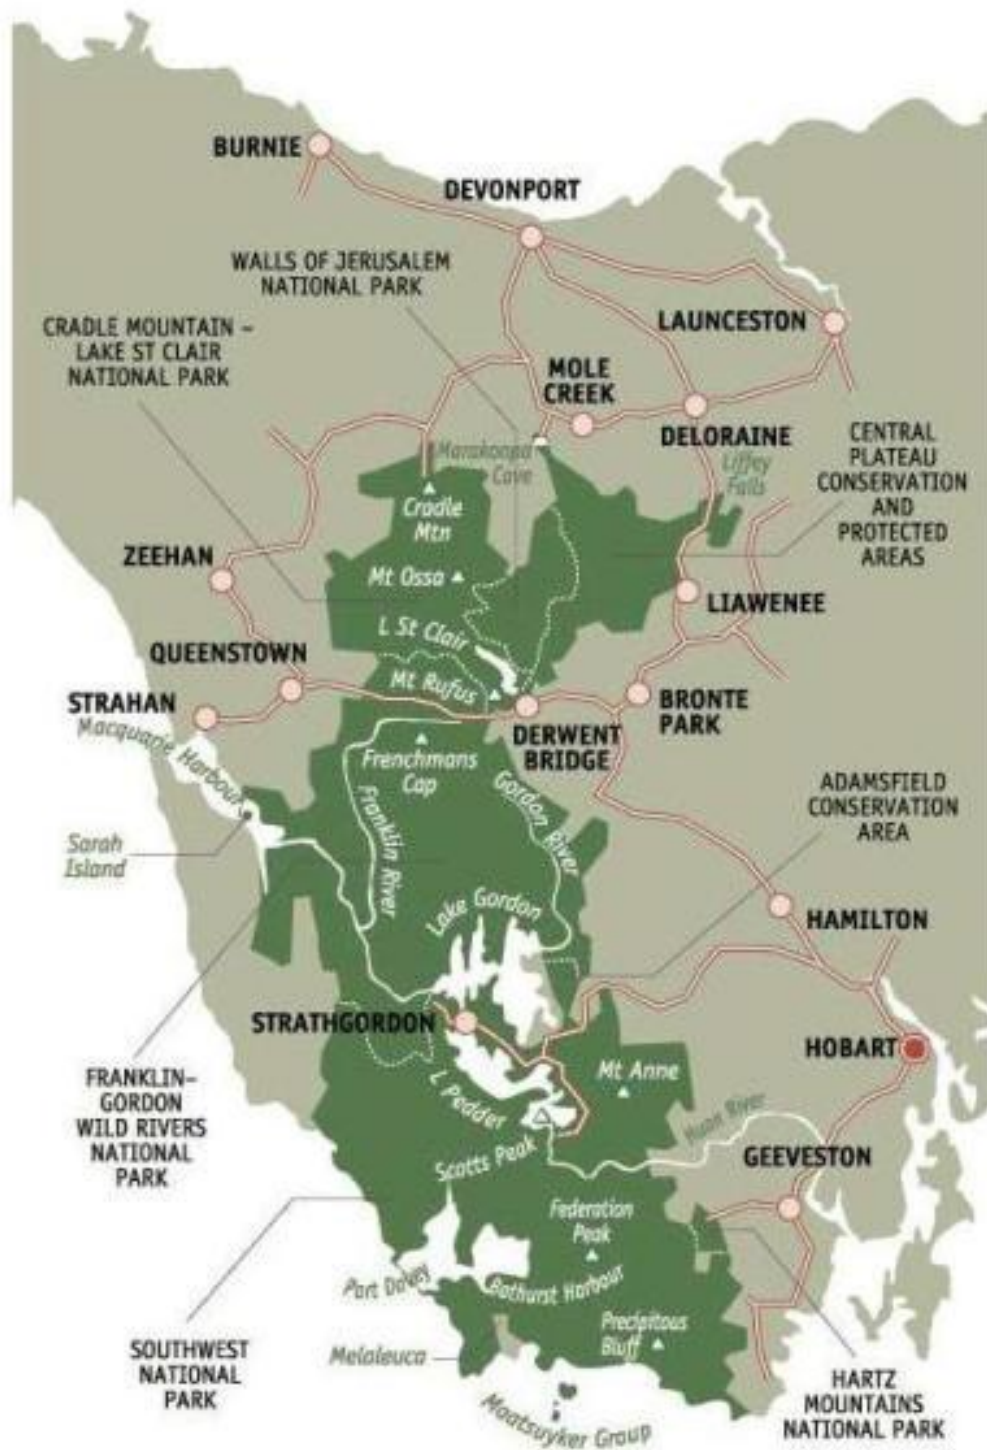 BURNIE
DEVONPORT
WALLS OF JERUSALEM
NATIONAL PARK
LAUNCESTON
CRADLE MOUNTAIN –
LAKE ST CLAIR
NATIONAL PARK
MOLE
CREEK
DELORAINE
Marakoopa
Cave
Liffey
Falls
CENTRAL
PLATEAU
CONSERVATION
AND
PROTECTED
AREAS
Cradle
Mtn
ZEEHAN
Mt Ossa
LIAWENEE
L St Clair
QUEENSTOWN
Mt Rufus
STRAHAN
BRONTE
PARK
Macquarie Harbour
DERWENT
BRIDGE
Frenchmans
Cap
Gordon River
Frankin River
ADAMSFIELD
CONSERVATION
AREA
Sarah
Island
Lake Gordon
HAMILTON
STRATHGORDON
HOBART
Mt Anne
FRANKLIN–
GORDON
WILD RIVERS
NATIONAL
PARK
L Pedder
Huon River
Scotts Peak
GEEVESTON
Federation
Peak
Port Davey
Bathurst Harbour
Precipitous
Bluff
SOUTHWEST
NATIONAL
PARK
Melaleuca
HARTZ
MOUNTAINS
NATIONAL PARK
Maatsuyker Group